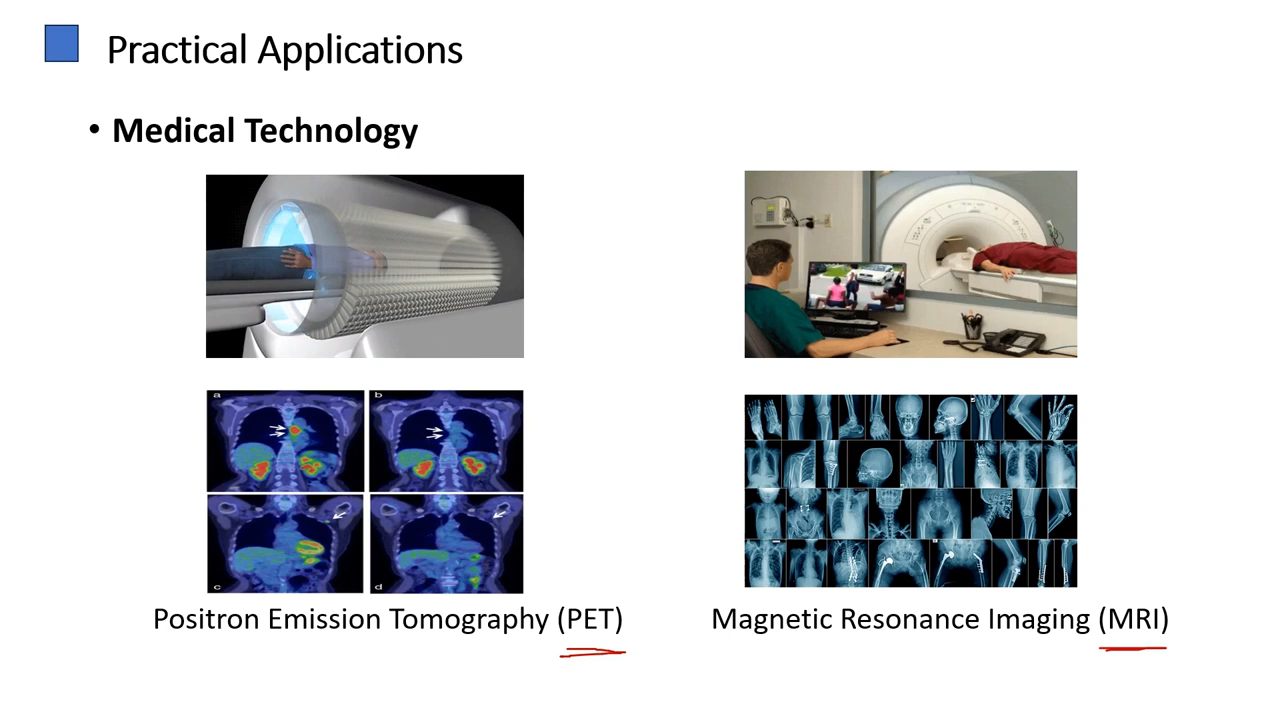 Practical Applications
• Medical Technology
a
b
c
d
Positron Emission Tomography (PET)
Magnetic Resonance Imaging (MRI)